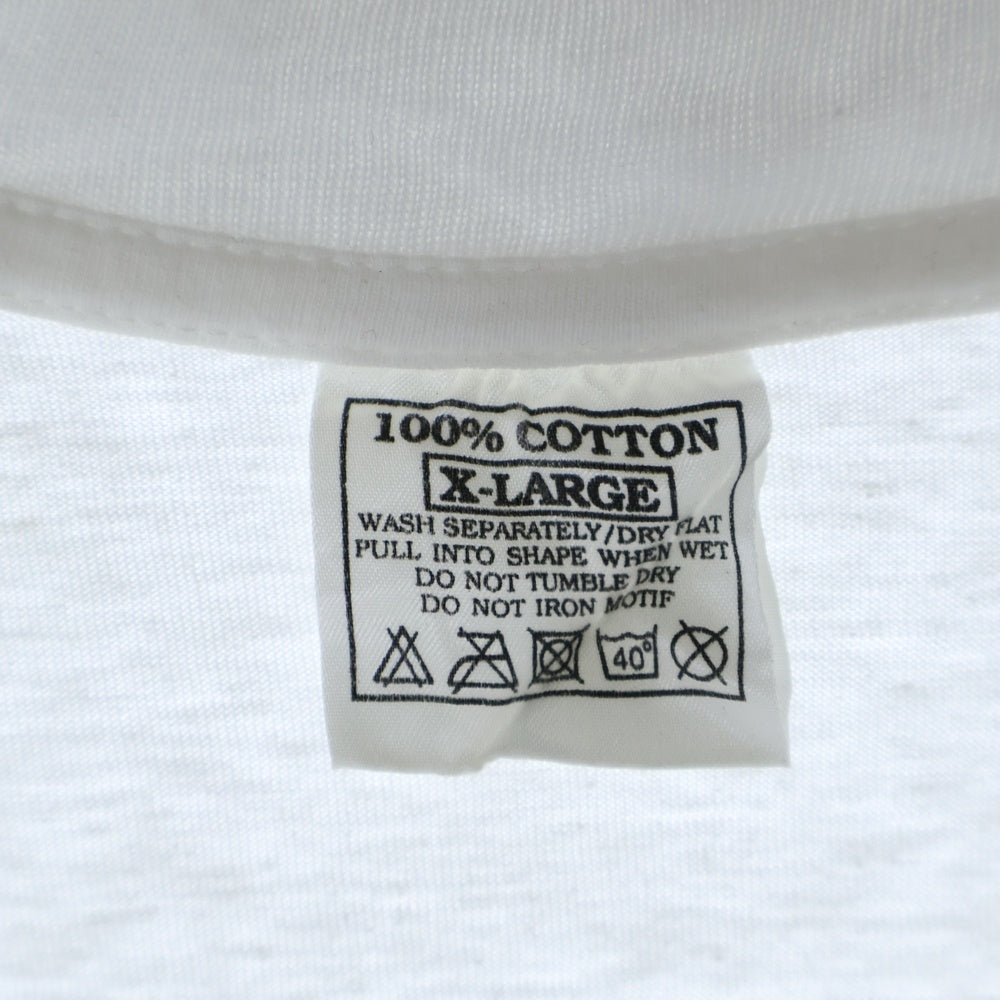 100% COTTON
X-LARGE
WASH SEPARATELY/DRY FLAT
PULL INTO SHAPE WHEN WET
DO NOT TUMBLE DRY
DO NOT IRON MOTIF
40°